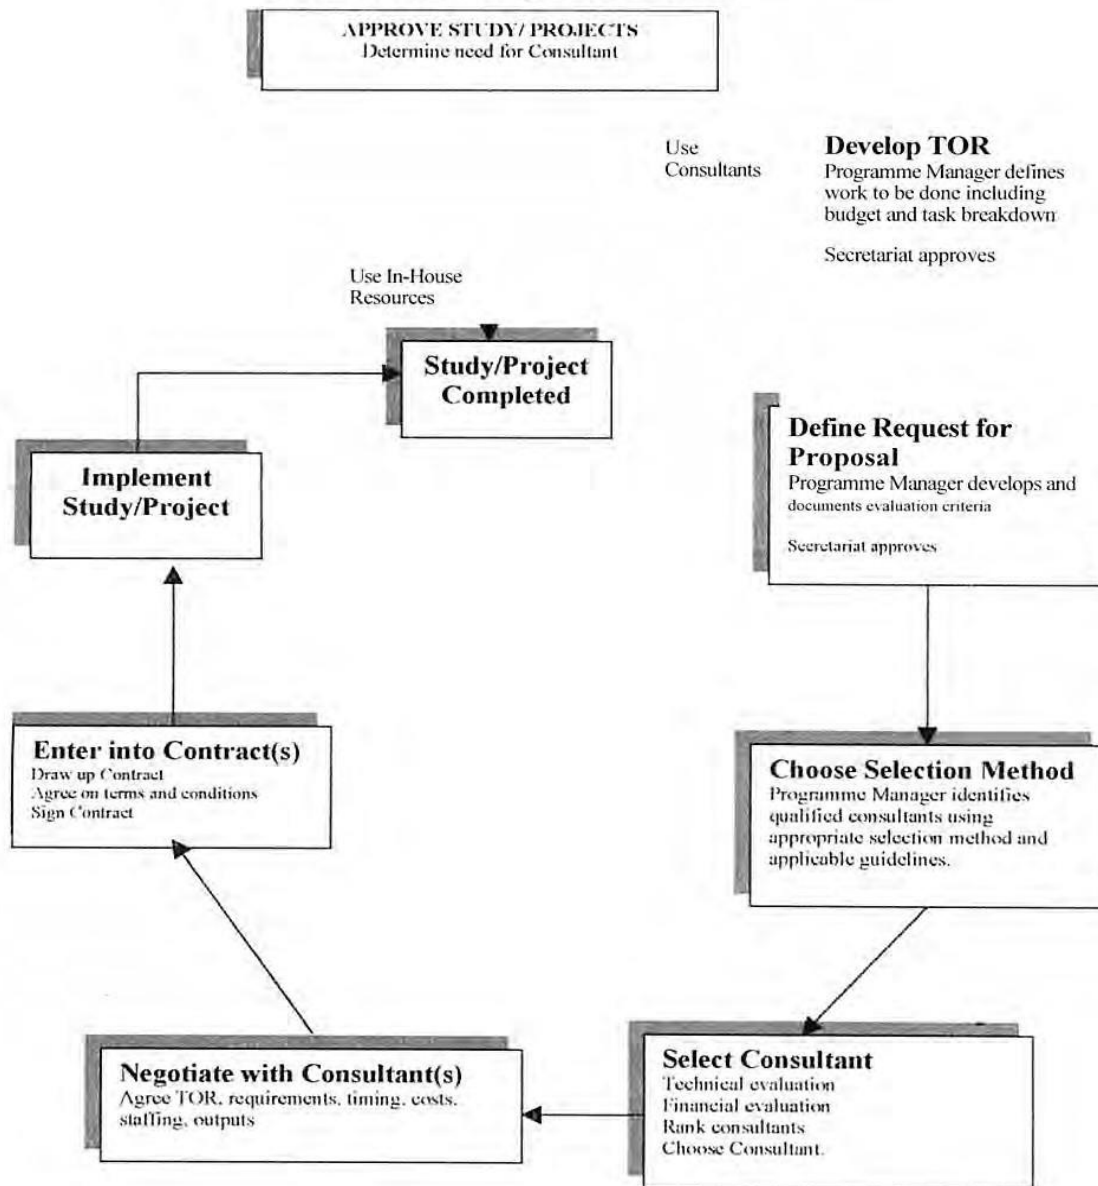 APPROVE STUDY/ PROJECTS
Determine need for Consultant
Use
Consultants
Develop TOR
Programme Manager defines
work to be done including
budget and task breakdown
Secretariat approves
Use In-House
Resources
Study/Project
Completed
Define Request for
Proposal
Programme Manager develops and
documents evaluation criteria
Secretariat approves
Implement
Study/Project
Enter into Contract(s)
Draw up Contract
Agree on terms and conditions
Sign Contract
Choose Selection Method
Programme Manager identifies
qualified consultants using
appropriate selection method and
applicable guidelines.
Negotiate with Consultant(s)
Agree TOR, requirements, timing, costs,
staffing, outputs
Select Consultant
Technical evaluation
Financial evaluation
Rank consultants
Choose Consultant.